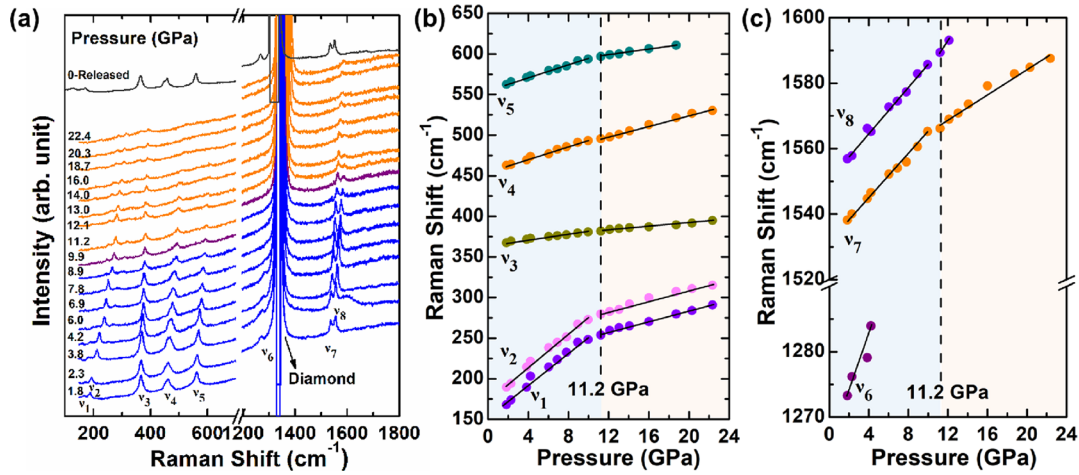 (a)
Pressure (GPa)
0-Released
22.4
20.3
18.7
16.0
14.0
13.0
12.1
11.2
9.9
8.9
7.8
6.9
6.0
4.2
3.8
2.3
1.8
ν1
ν2
ν3
ν4
ν5
ν6
ν7
ν8
Diamond
Intensity (arb. unit)
200 400 600 1200 1400 1600 1800
Raman Shift (cm-1)
(b)
650
600
550
500
450
400
350
300
250
200
150
Raman Shift (cm-1)
ν5
ν4
ν3
ν2
ν1
11.2 GPa
0 4 8 12 16 20 24
Pressure (GPa)
(c)
1600
1580
1560
1540
1520
1280
1270
Raman Shift (cm-1)
ν8
ν7
ν6
11.2 GPa
0 4 8 12 16 20 24
Pressure (GPa)